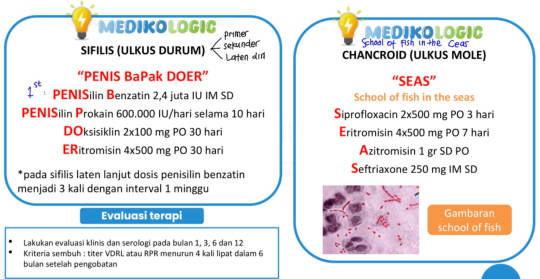 MEDIKOLOGIC
SIFILIS (ULKUS DURUM)
primer
sekunder
Laten dini
"PENIS BaPak DOER"
1st
PENISilin Benzatin 2,4 juta IU IM SD
PENISilin Prokain 600.000 IU/hari selama 10 hari
DOksisiklin 2x100 mg PO 30 hari
ERitromisin 4x500 mg PO 30 hari
*pada sifilis laten lanjut dosis penisilin benzatin
menjadi 3 kali dengan interval 1 minggu
Evaluasi terapi
• Lakukan evaluasi klinis dan serologi pada bulan 1, 3, 6 dan 12
• Kriteria sembuh : titer VDRL atau RPR menurun 4 kali lipat dalam 6
bulan setelah pengobatan
MEDIKOLOGIC
School of Fish in the Ceas
CHANCROID (ULKUS MOLE)
"SEAS"
School of fish in the seas
Siprofloxacin 2x500 mg PO 3 hari
Eritromisin 4x500 mg PO 7 hari
Azitromisin 1 gr SD PO
Seftriaxone 250 mg IM SD
Gambaran
school of fish